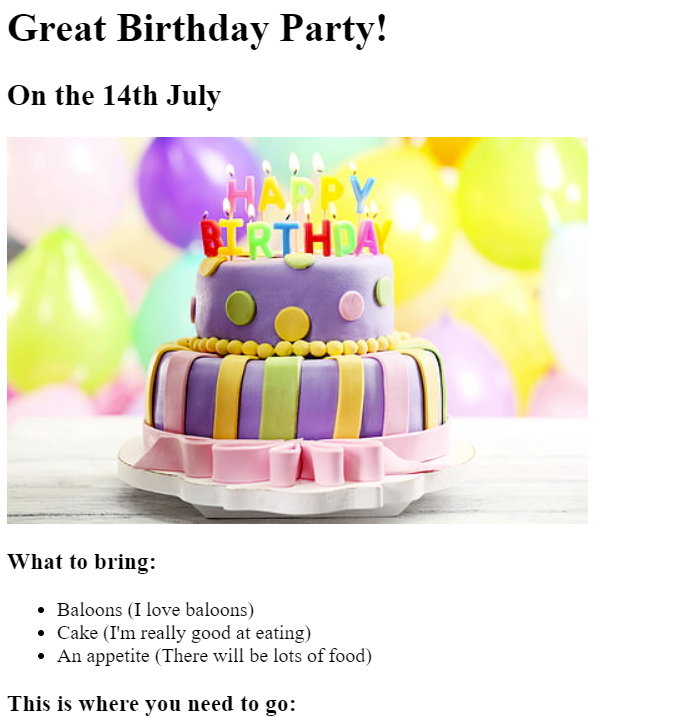 Great Birthday Party!
On the 14th July
HAPPY
BIRTHDAY
What to bring:
Baloons (I love baloons)
Cake (I'm really good at eating)
An appetite (There will be lots of food)
This is where you need to go: